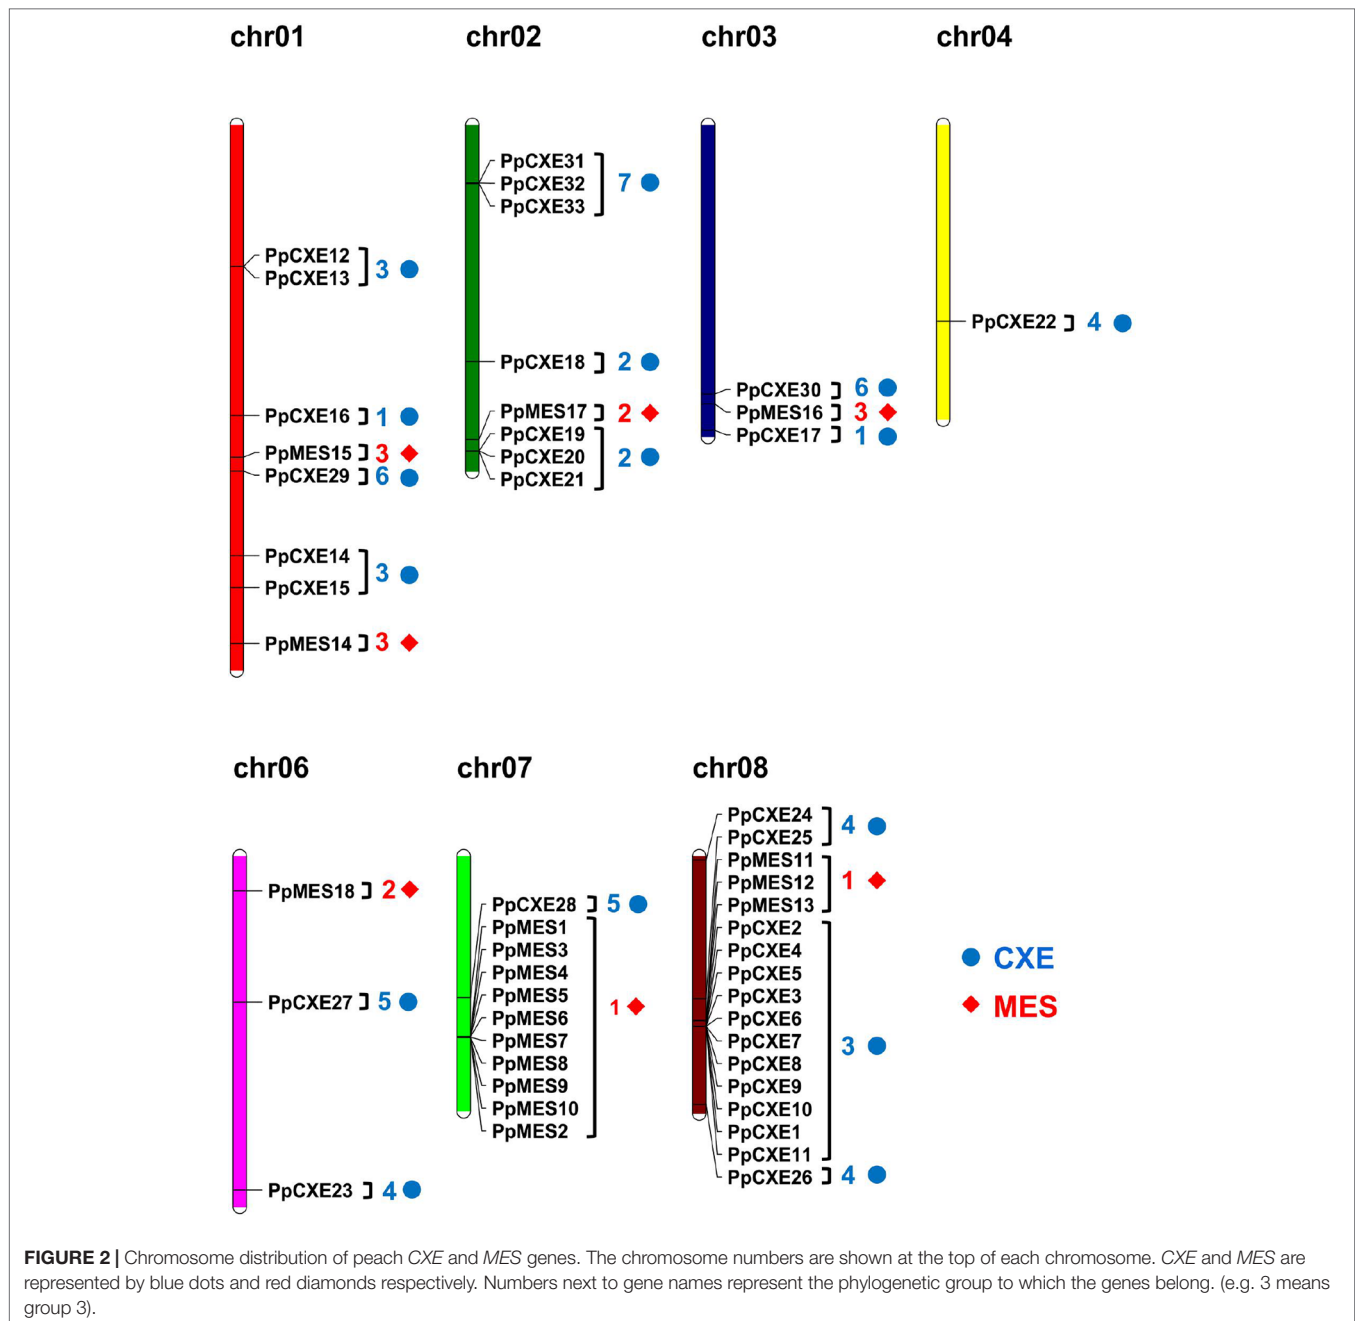 chr01
chr02
chr03
chr04
PpCXE12
PpCXE13
3
PpCXE16
1
PpMES15
3
PpCXE29
6
PpCXE14
PpCXE15
3
PpMES14
3
PpCXE31
PpCXE32
PpCXE33
7
PpCXE18
2
PpMES17
2
PpCXE19
PpCXE20
PpCXE21
2
PpCXE30
6
PpMES16
3
PpCXE17
1
PpCXE22
4
chr06
chr07
chr08
PpMES18
2
PpCXE27
5
PpCXE23
4
PpCXE28
5
PpMES1
PpMES3
PpMES4
PpMES5
PpMES6
PpMES7
PpMES8
PpMES9
PpMES10
PpMES2
1
PpCXE24
PpCXE25
4
PpMES11
PpMES12
PpMES13
1
PpCXE2
PpCXE4
PpCXE5
PpCXE3
PpCXE6
PpCXE7
PpCXE8
PpCXE9
PpCXE10
PpCXE1
PpCXE11
3
PpCXE26
4
CXE
MES
FIGURE 2 | Chromosome distribution of peach CXE and MES genes. The chromosome numbers are shown at the top of each chromosome. CXE and MES are
represented by blue dots and red diamonds respectively. Numbers next to gene names represent the phylogenetic group to which the genes belong. (e.g. 3 means
group 3).